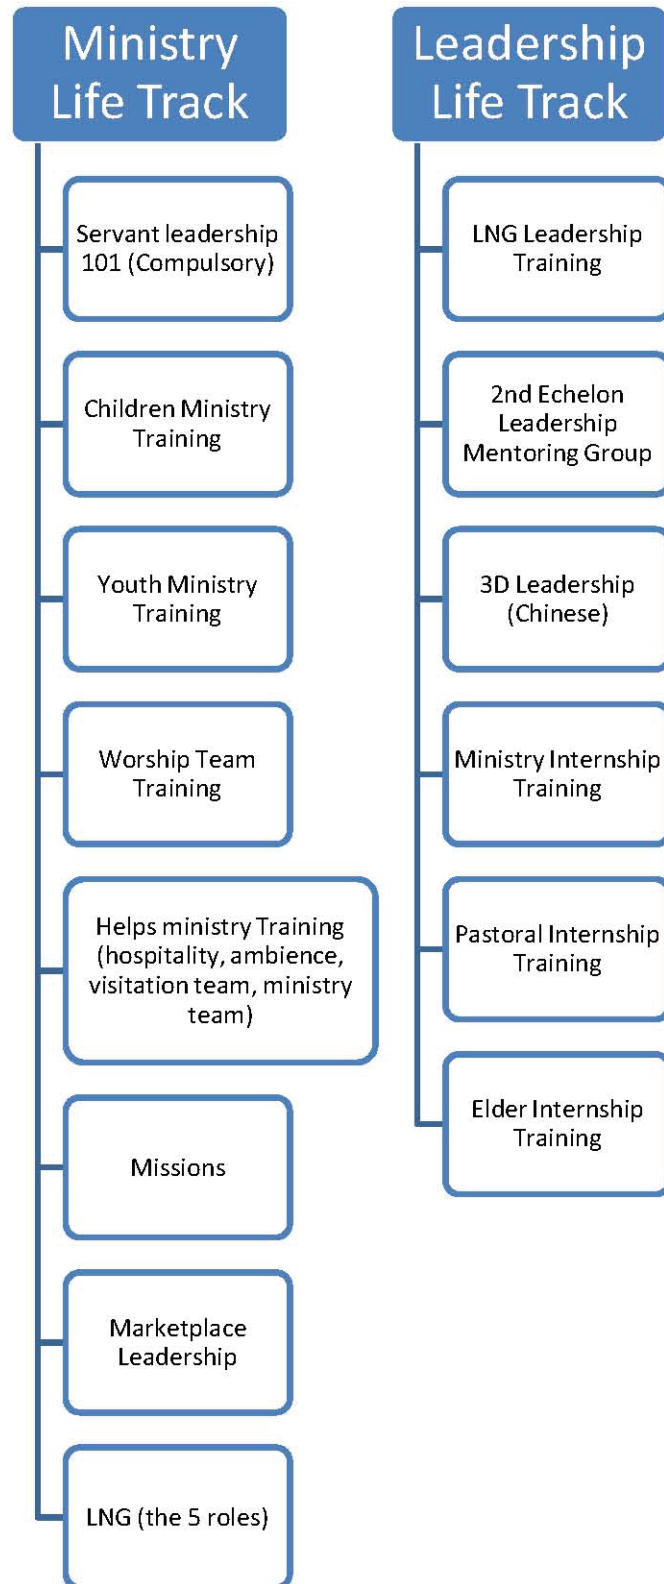 Ministry
Life Track
Servant leadership
101 (Compulsory)
Children Ministry
Training
Youth Ministry
Training
Worship Team
Training
Helps ministry Training
(hospitality, ambience,
visitation team, ministry
team)
Missions
Marketplace
Leadership
LNG (the 5 roles)
Leadership
Life Track
LNG Leadership
Training
2nd Echelon
Leadership
Mentoring Group
3D Leadership
(Chinese)
Ministry Internship
Training
Pastoral Internship
Training
Elder Internship
Training